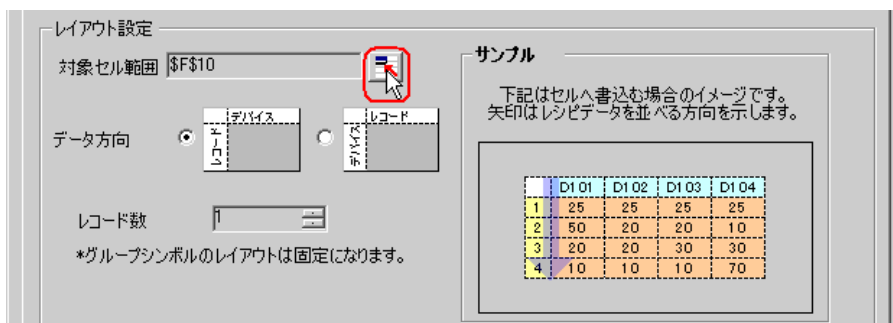 レイアウト設定
対象セル範囲 $F$10
データ方向
デバイス
レコード
レコード
デバイス
レコード数 1
*グループシンボルのレイアウトは固定になります。
サンプル
下記はセルへ書込む場合のイメージです。
矢印はレシピデータを並べる方向を示します。
D101 D102 D103 D104
1 25 25 25 25
2 50 20 20 10
3 20 20 30 30
4 10 10 10 70